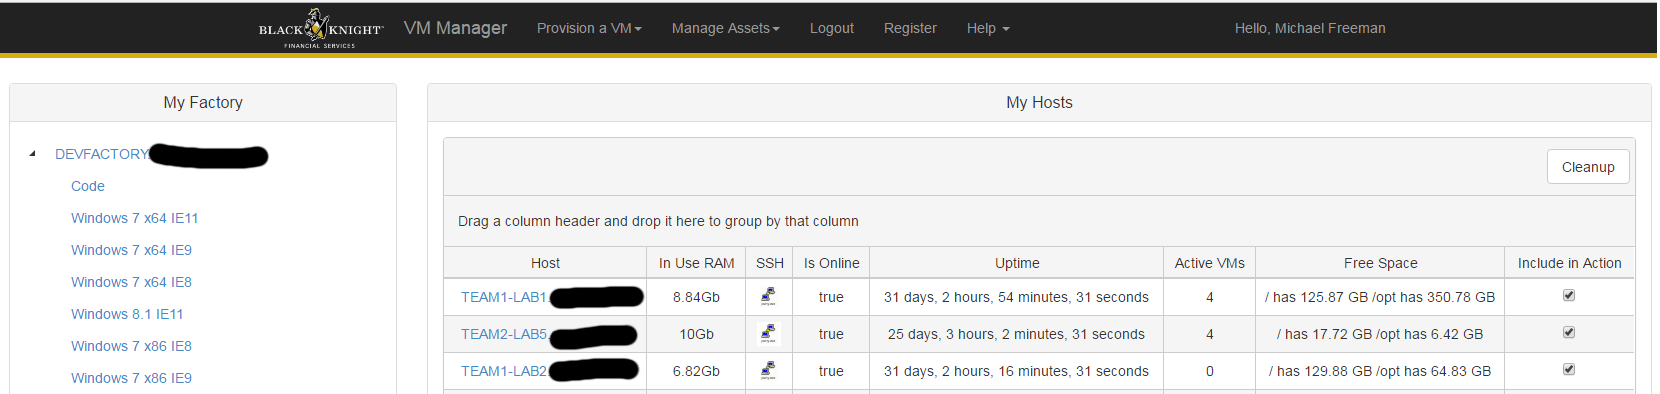 BLACK KNIGHT
FINANCIAL SERVICES
VM Manager Provision a VM Manage Assets Logout Register Help Hello, Michael Freeman
My Factory
DEVFACTORY
Code
Windows 7 x64 IE11
Windows 7 x64 IE9
Windows 7 x64 IE8
Windows 8.1 IE11
Windows 7 x86 IE8
Windows 7 x86 IE9
My Hosts
Cleanup
Drag a column header and drop it here to group by that column
Host In Use RAM SSH Is Online Uptime Active VMs Free Space Include in Action
TEAM1-LAB1. 8.84Gb true 31 days, 2 hours, 54 minutes, 31 seconds 4 / has 125.87 GB /opt has 350.78 GB
TEAM2-LAB5. 10Gb true 25 days, 3 hours, 2 minutes, 31 seconds 4 / has 17.72 GB /opt has 6.42 GB
TEAM1-LAB2. 6.82Gb true 31 days, 2 hours, 16 minutes, 31 seconds 0 / has 129.88 GB /opt has 64.83 GB